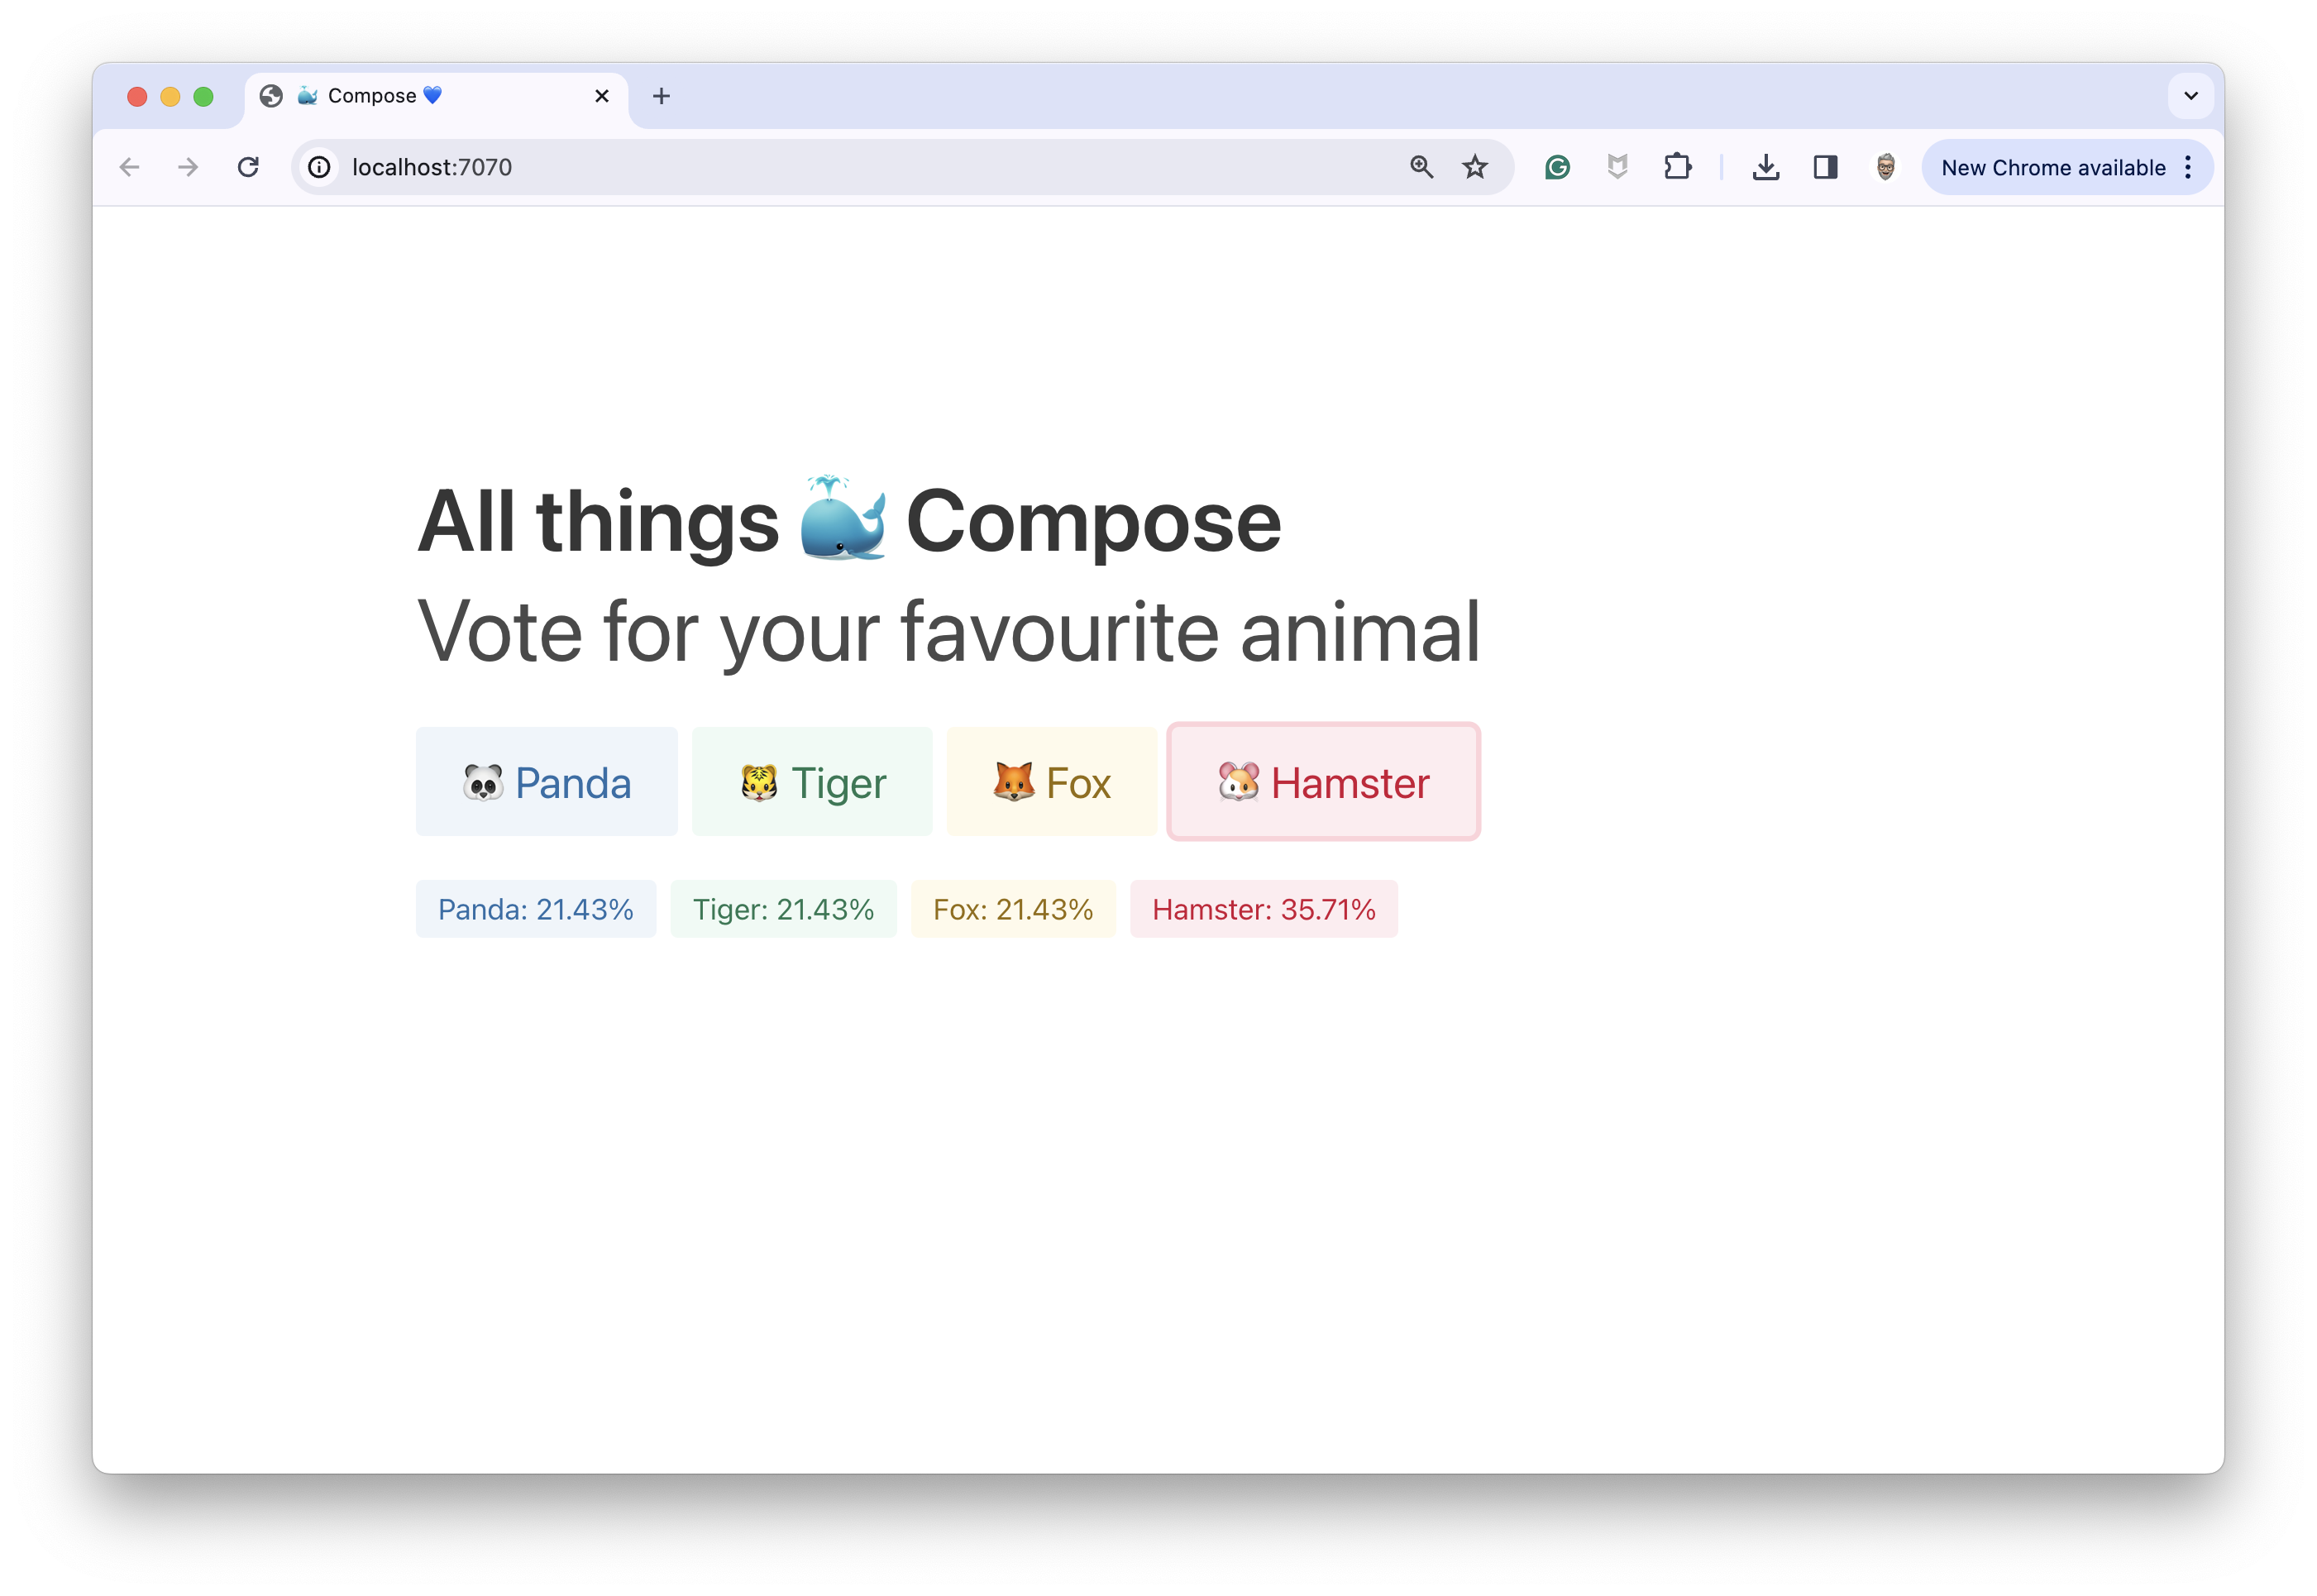 🐳 Compose 💙
localhost:7070
New Chrome available
All things 🐳 Compose
Vote for your favourite animal
🐼 Panda 🐯 Tiger 🦊 Fox 🐹 Hamster
Panda: 21.43% Tiger: 21.43% Fox: 21.43% Hamster: 35.71%